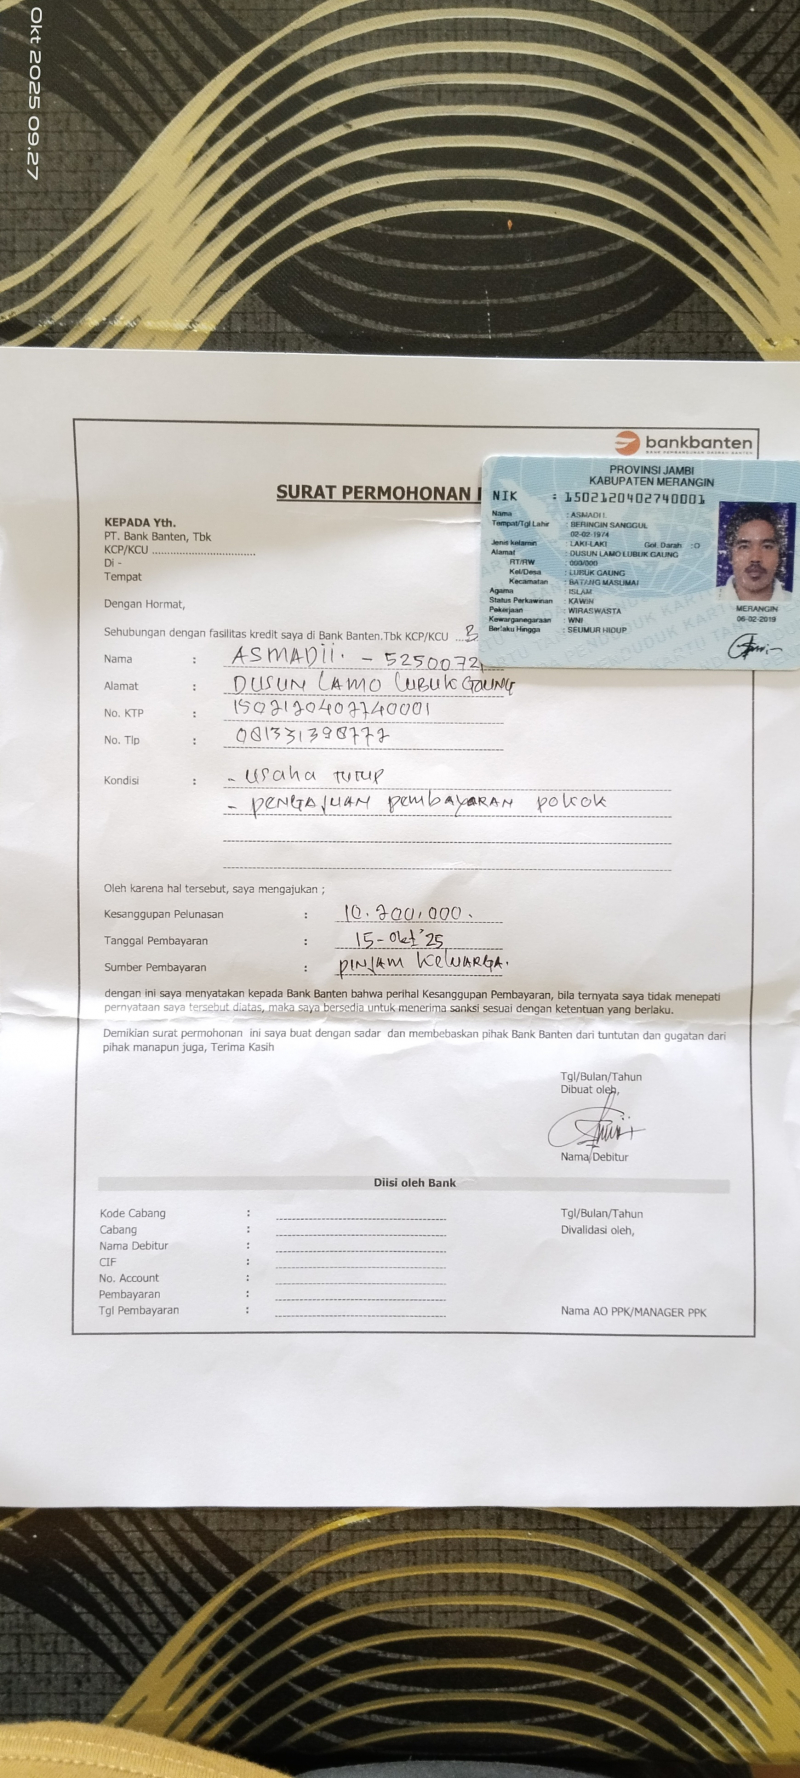 Okt 2025 09.27
bankbanten
SURAT PERMOHONAN
PROVINSI JAMBI
KABUPATEN MERANGIN
NIK : 1502120402740001
Nama : ASMADI I.
Tempat/Tgl Lahir : BERINGIN SANGGUL
02-02-1974
Jenis kelamin : LAKI-LAKI Gol. Darah : O
Alamat : DUSUN LAMO LUBUK GAUNG
RT/RW : 000/000
Kel/Desa : LUBUK GAUNG
Kecamatan : BATANG MASUMAI
Agama : ISLAM
Status Perkawinan : KAWIN
Pekerjaan : WIRASWASTA
Kewarganegaraan : WNI
Berlaku Hingga : SEUMUR HIDUP
MERANGIN
06-02-2019
KEPADA Yth.
PT. Bank Banten, Tbk
KCP/KCU ................................
Di -
Tempat
Dengan Hormat,
Sehubungan dengan fasilitas kredit saya di Bank Banten.Tbk KCP/KCU ...B
Nama : ASMADii. - 5250072
Alamat : DUSUN LAMO LUBUK GAUNG
No. KTP : 1502120402740001
No. Tlp : 081331398772
Kondisi : - usaha tutup
- PENGAJUAN pembayaran pokok
Oleh karena hal tersebut, saya mengajukan ;
Kesanggupan Pelunasan : 10.200.000.
Tanggal Pembayaran : 15-okt'25
Sumber Pembayaran : PINJAM KELUARGA.
dengan ini saya menyatakan kepada Bank Banten bahwa perihal Kesanggupan Pembayaran, bila ternyata saya tidak menepati
pernyataan saya tersebut diatas, maka saya bersedia untuk menerima sanksi sesuai dengan ketentuan yang berlaku.
Demikian surat permohonan ini saya buat dengan sadar dan membebaskan pihak Bank Banten dari tuntutan dan gugatan dari
pihak manapun juga, Terima Kasih
Tgl/Bulan/Tahun
Dibuat oleh,
Nama Debitur
Diisi oleh Bank
Kode Cabang : Tgl/Bulan/Tahun
Cabang : Divalidasi oleh,
Nama Debitur :
CIF :
No. Account :
Pembayaran :
Tgl Pembayaran : Nama AO PPK/MANAGER PPK